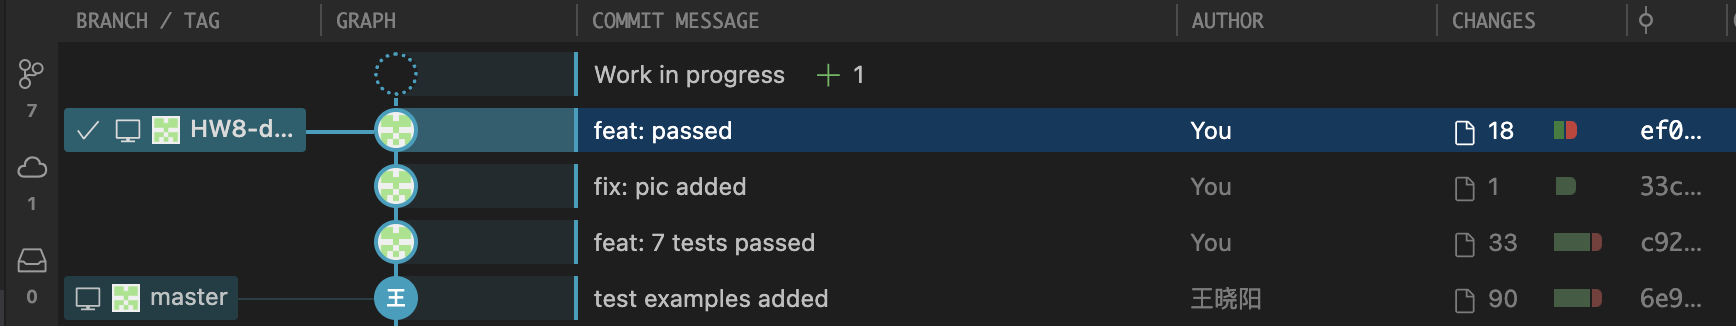 BRANCH / TAG GRAPH COMMIT MESSAGE AUTHOR CHANGES
Work in progress + 1
7
HW8-d... feat: passed You 18 ef0...
fix: pic added You 1 33c...
1
feat: 7 tests passed You 33 c92...
0
master 王 test examples added 王晓阳 90 6e9...